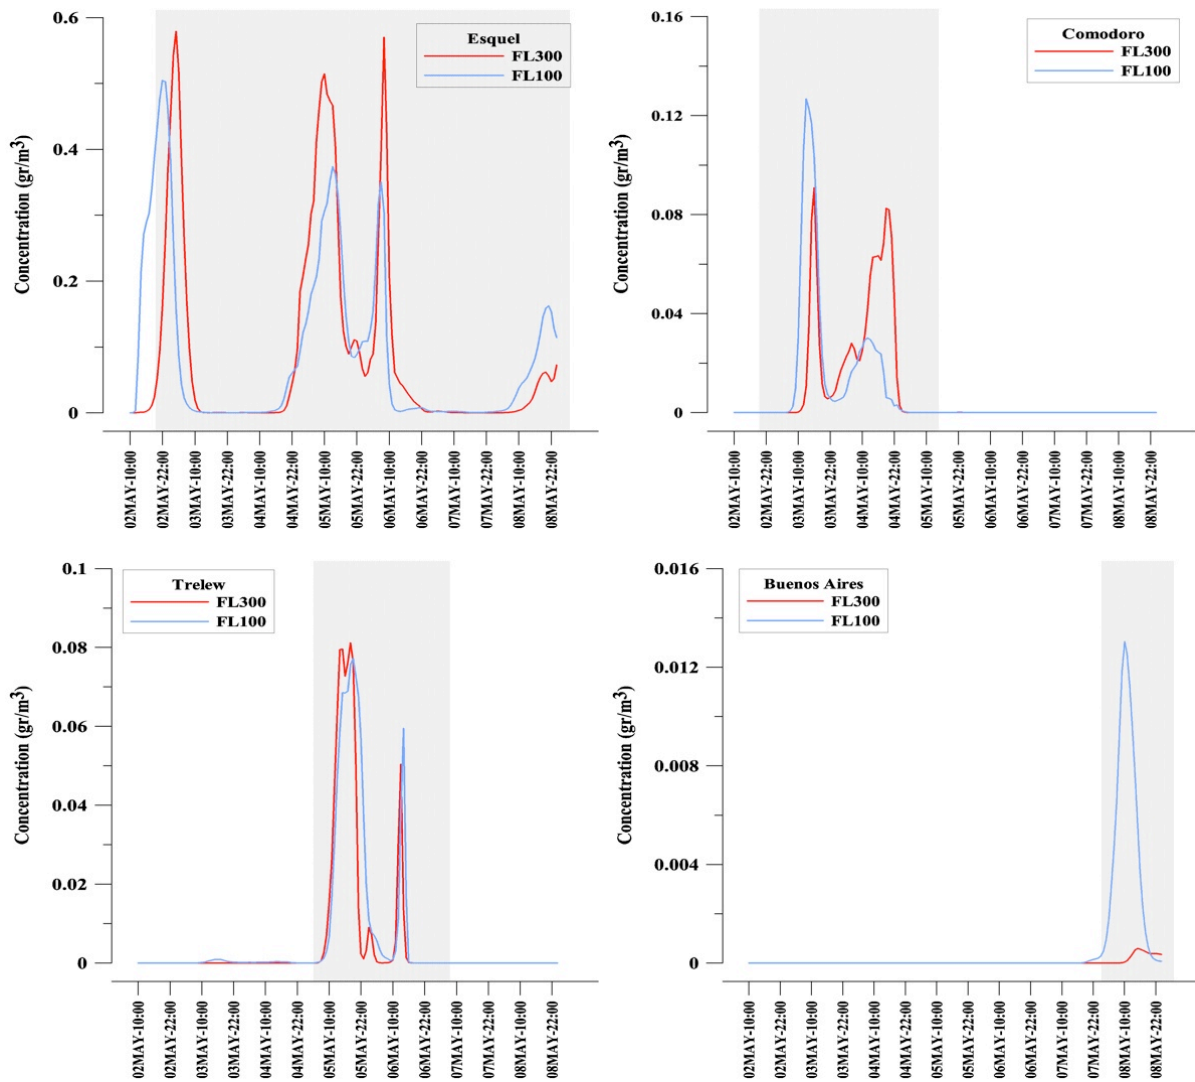 0.6
0.4
0.2
0
Concentration (gr/m3)
Esquel
FL300
FL100
02MAY-10:00
02MAY-22:00
03MAY-10:00
03MAY-22:00
04MAY-10:00
04MAY-22:00
05MAY-10:00
05MAY-22:00
06MAY-10:00
06MAY-22:00
07MAY-10:00
07MAY-22:00
08MAY-10:00
08MAY-22:00
0.16
0.12
0.08
0.04
0
Concentration (gr/m3)
Comodoro
FL300
FL100
02MAY-10:00
02MAY-22:00
03MAY-10:00
03MAY-22:00
04MAY-10:00
04MAY-22:00
05MAY-10:00
05MAY-22:00
06MAY-10:00
06MAY-22:00
07MAY-10:00
07MAY-22:00
08MAY-10:00
08MAY-22:00
0.1
0.08
0.06
0.04
0.02
0
Concentration (gr/m3)
Trelew
FL300
FL100
02MAY-10:00
02MAY-22:00
03MAY-10:00
03MAY-22:00
04MAY-10:00
04MAY-22:00
05MAY-10:00
05MAY-22:00
06MAY-10:00
06MAY-22:00
07MAY-10:00
07MAY-22:00
08MAY-10:00
08MAY-22:00
0.016
0.012
0.008
0.004
0
Concentration (gr/m3)
Buenos Aires
FL300
FL100
02MAY-10:00
02MAY-22:00
03MAY-10:00
03MAY-22:00
04MAY-10:00
04MAY-22:00
05MAY-10:00
05MAY-22:00
06MAY-10:00
06MAY-22:00
07MAY-10:00
07MAY-22:00
08MAY-10:00
08MAY-22:00